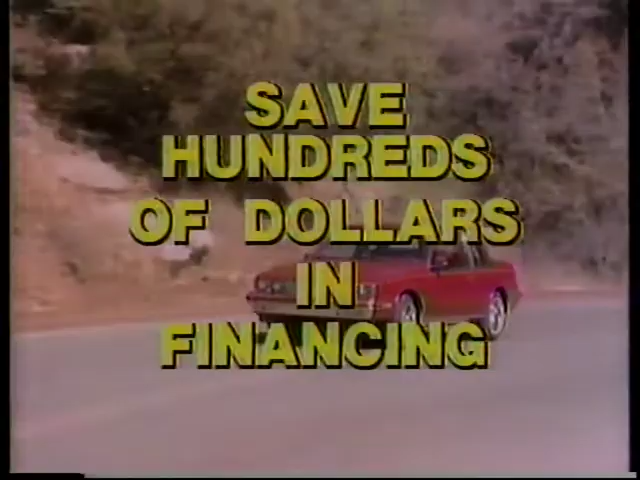 SAVE
HUNDREDS
OF DOLLARS
IN
FINANCING